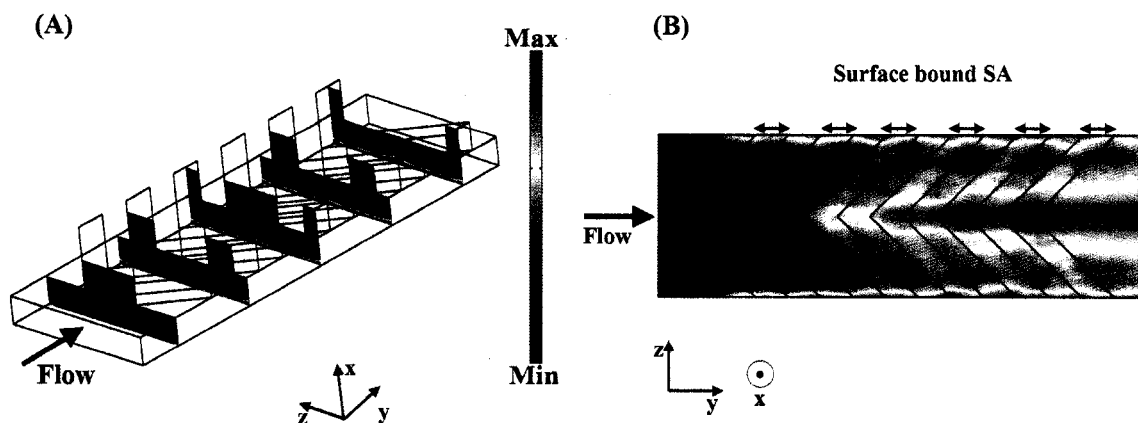 (A)
Max
(B)
Surface bound SA
Flow
Flow
Min
x
z
y
z
y
x